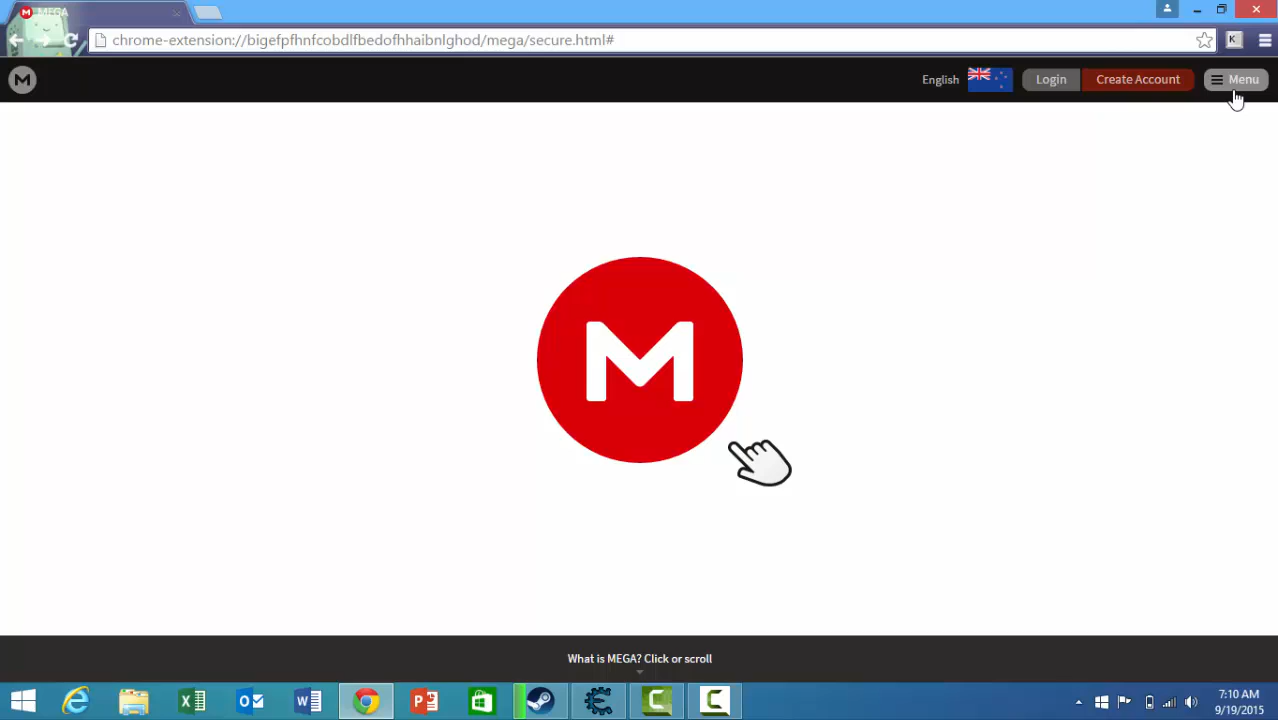 MEGA
chrome-extension://bigefpfhnfcobdlfbedofhhaibnlghod/mega/secure.html#
K
M
English
Login
Create Account
Menu
M
What is MEGA? Click or scroll
7:10 AM
9/19/2015